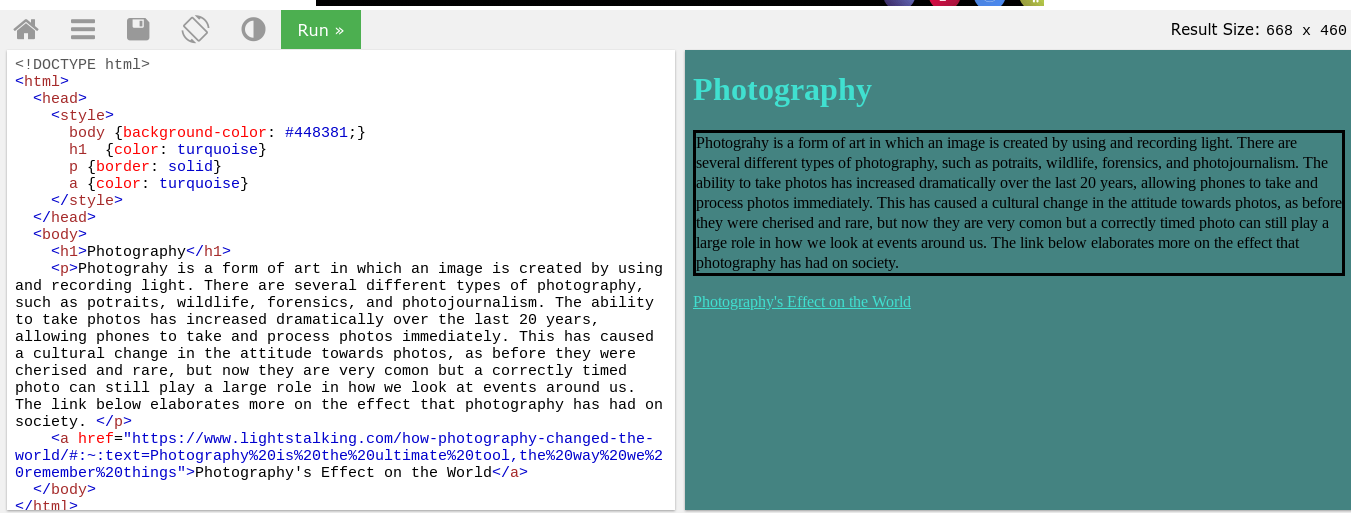 Run »
Result Size: 668 x 460
<!DOCTYPE html>
<html>
<head>
<style>
body {background-color: #448381;}
h1  {color: turquoise}
p {border: solid}
a {color: turquoise}
</style>
</head>
<body>
<h1>Photography</h1>
<p>Photograhy is a form of art in which an image is created by using
and recording light. There are several different types of photography,
such as potraits, wildlife, forensics, and photojournalism. The ability
to take photos has increased dramatically over the last 20 years,
allowing phones to take and process photos immediately. This has caused
a cultural change in the attitude towards photos, as before they were
cherised and rare, but now they are very comon but a correctly timed
photo can still play a large role in how we look at events around us.
The link below elaborates more on the effect that photography has had on
society. </p>
<a href="https://www.lightstalking.com/how-photography-changed-the-
world/#:~:text=Photography%20is%20the%20ultimate%20tool,the%20way%20we%2
0remember%20things">Photography's Effect on the World</a>
</body>
</html>
Photography
Photograhy is a form of art in which an image is created by using and recording light. There are
several different types of photography, such as potraits, wildlife, forensics, and photojournalism. The
ability to take photos has increased dramatically over the last 20 years, allowing phones to take and
process photos immediately. This has caused a cultural change in the attitude towards photos, as before
they were cherised and rare, but now they are very comon but a correctly timed photo can still play a
large role in how we look at events around us. The link below elaborates more on the effect that
photography has had on society.
Photography's Effect on the World